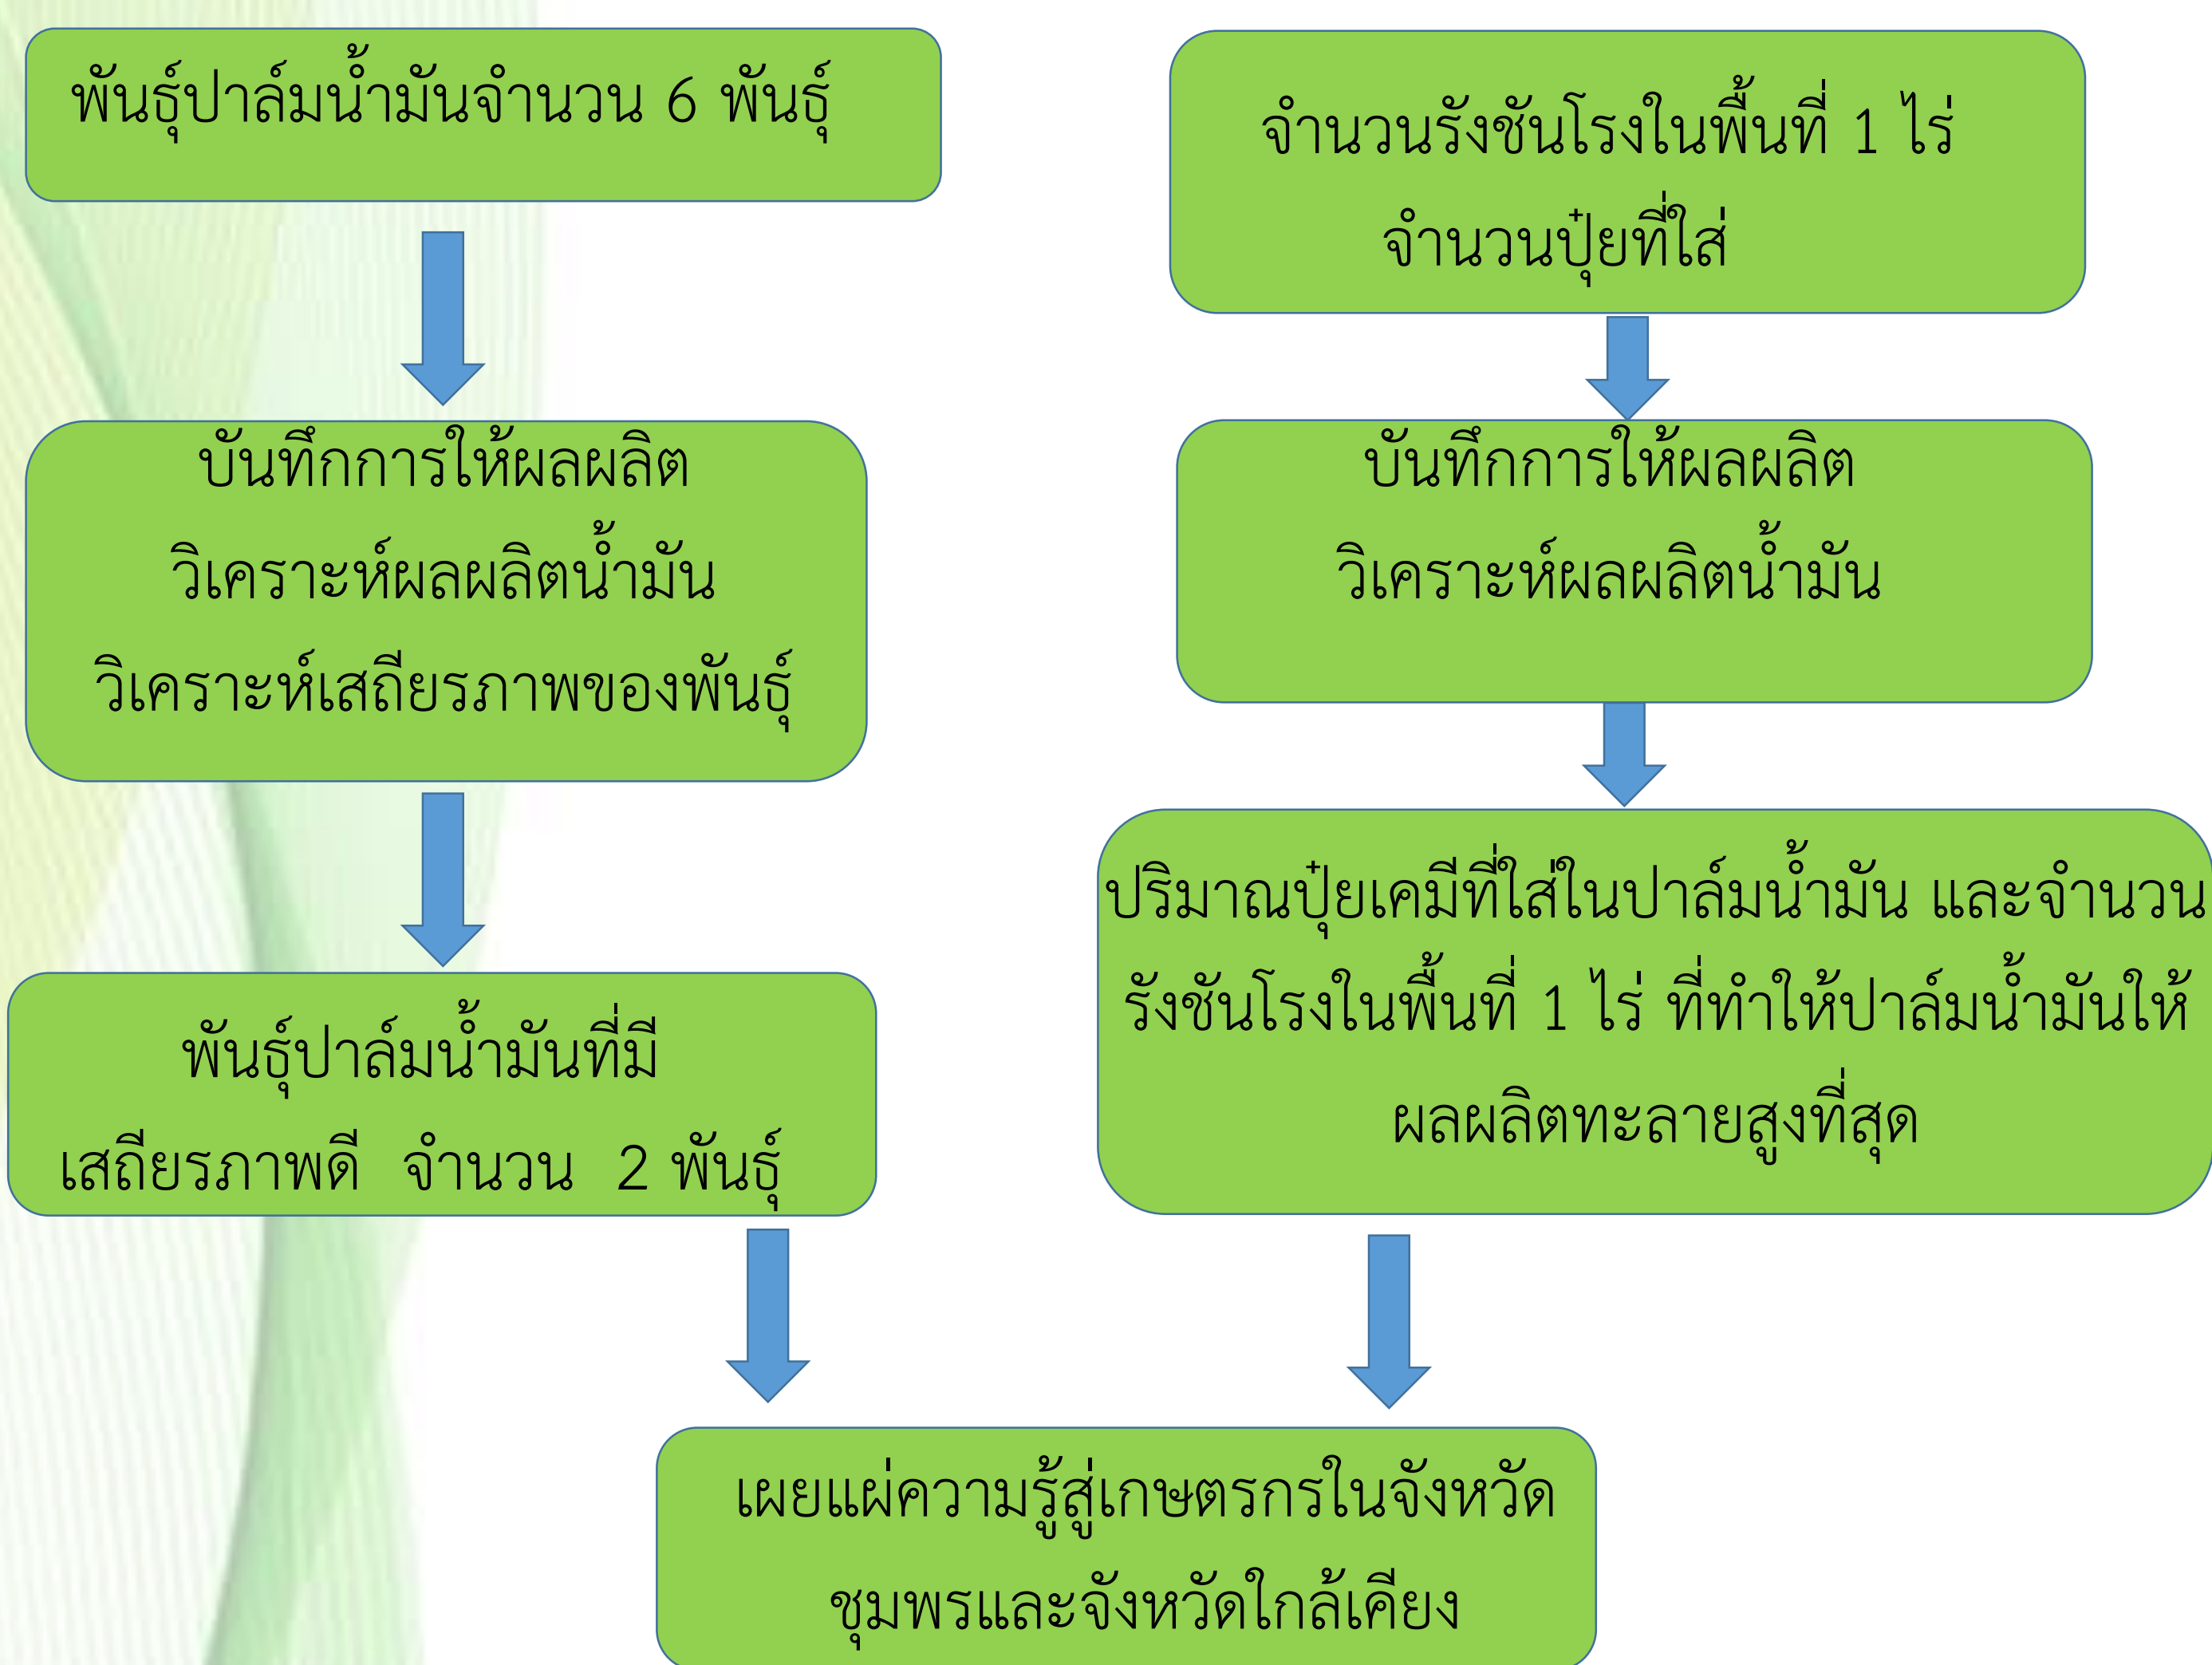 พันธุ์ปาล์มน้ำมันจำนวน 6 พันธุ์
บันทึกการให้ผลผลิต
วิเคราะห์ผลผลิตน้ำมัน
วิเคราะห์เสถียรภาพของพันธุ์
พันธุ์ปาล์มน้ำมันที่มี
เสถียรภาพดี จำนวน 2 พันธุ์
จำนวนรังชันโรงในพื้นที่ 1 ไร่
จำนวนปุ๋ยที่ใส่
บันทึกการให้ผลผลิต
วิเคราะห์ผลผลิตน้ำมัน
ปริมาณปุ๋ยเคมีที่ใส่ในปาล์มน้ำมัน และจำนวน
รังชันโรงในพื้นที่ 1 ไร่ ที่ทำให้ปาล์มน้ำมันให้
ผลผลิตทะลายสูงที่สุด
เผยแผ่ความรู้สู่เกษตรกรในจังหวัด
ชุมพรและจังหวัดใกล้เคียง